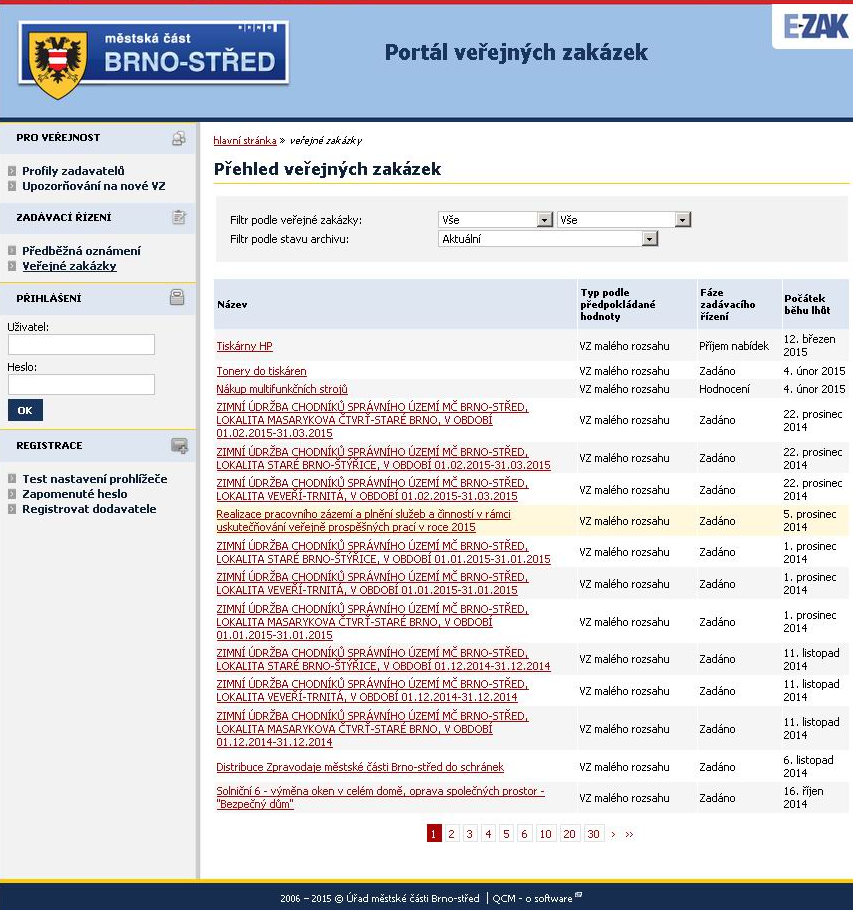 městská část
BRNO-STŘED
Portál veřejných zakázek
E-ZAK
PRO VEŘEJNOST
Profily zadavatelů
Upozorňování na nové VZ
ZADÁVACÍ ŘÍZENÍ
Předběžná oznámení
Veřejné zakázky
PŘIHLÁŠENÍ
Uživatel:
Heslo:
OK
REGISTRACE
Test nastavení prohlížeče
Zapomenuté heslo
Registrovat dodavatele
hlavní stránka » veřejné zakázky
Přehled veřejných zakázek
Filtr podle veřejné zakázky: Vše Vše
Filtr podle stavu archivu: Aktuální
Název
Typ podle
předpokládané
hodnoty
Fáze
zadávacího
řízení
Počátek
běhu lhůt
Tiskárny HP VZ malého rozsahu Příjem nabídek 12. březen
2015
Tonery do tiskáren VZ malého rozsahu Zadáno 4. únor 2015
Nákup multifunkčních strojů VZ malého rozsahu Hodnocení 4. únor 2015
ZIMNÍ ÚDRŽBA CHODNÍKŮ SPRÁVNÍHO ÚZEMÍ MČ BRNO-STŘED,
LOKALITA MASARYKOVA ČTVRŤ-STARÉ BRNO, V OBDOBÍ
01.02.2015-31.03.2015
VZ malého rozsahu Zadáno 22. prosinec
2014
ZIMNÍ ÚDRŽBA CHODNÍKŮ SPRÁVNÍHO ÚZEMÍ MČ BRNO-STŘED,
LOKALITA STARÉ BRNO-ŠTÝŘICE, V OBDOBÍ 01.02.2015-31.03.2015
VZ malého rozsahu Zadáno 22. prosinec
2014
ZIMNÍ ÚDRŽBA CHODNÍKŮ SPRÁVNÍHO ÚZEMÍ MČ BRNO-STŘED,
LOKALITA VEVEŘÍ-TRNITÁ, V OBDOBÍ 01.02.2015-31.03.2015
VZ malého rozsahu Zadáno 22. prosinec
2014
Realizace pracovního zázemí a plnění služeb a činností v rámci
uskutečňování veřejně prospěšných prací v roce 2015
VZ malého rozsahu Zadáno 5. prosinec
2014
ZIMNÍ ÚDRŽBA CHODNÍKŮ SPRÁVNÍHO ÚZEMÍ MČ BRNO-STŘED,
LOKALITA STARÉ BRNO-ŠTÝŘICE, V OBDOBÍ 01.01.2015-31.01.2015
VZ malého rozsahu Zadáno 1. prosinec
2014
ZIMNÍ ÚDRŽBA CHODNÍKŮ SPRÁVNÍHO ÚZEMÍ MČ BRNO-STŘED,
LOKALITA VEVEŘÍ-TRNITÁ, V OBDOBÍ 01.01.2015-31.01.2015
VZ malého rozsahu Zadáno 1. prosinec
2014
ZIMNÍ ÚDRŽBA CHODNÍKŮ SPRÁVNÍHO ÚZEMÍ MČ BRNO-STŘED,
LOKALITA MASARYKOVA ČTVRŤ-STARÉ BRNO, V OBDOBÍ
01.01.2015-31.01.2015
VZ malého rozsahu Zadáno 1. prosinec
2014
ZIMNÍ ÚDRŽBA CHODNÍKŮ SPRÁVNÍHO ÚZEMÍ MČ BRNO-STŘED,
LOKALITA STARÉ BRNO-ŠTÝŘICE, V OBDOBÍ 01.12.2014-31.12.2014
VZ malého rozsahu Zadáno 11. listopad
2014
ZIMNÍ ÚDRŽBA CHODNÍKŮ SPRÁVNÍHO ÚZEMÍ MČ BRNO-STŘED,
LOKALITA VEVEŘÍ-TRNITÁ, V OBDOBÍ 01.12.2014-31.12.2014
VZ malého rozsahu Zadáno 11. listopad
2014
ZIMNÍ ÚDRŽBA CHODNÍKŮ SPRÁVNÍHO ÚZEMÍ MČ BRNO-STŘED,
LOKALITA MASARYKOVA ČTVRŤ-STARÉ BRNO, V OBDOBÍ
01.12.2014-31.12.2014
VZ malého rozsahu Zadáno 11. listopad
2014
Distribuce Zpravodaje městské části Brno-střed do schránek VZ malého rozsahu Zadáno 6. listopad
2014
Solniční 6 - výměna oken v celém domě, oprava společných prostor -
"Bezpečný dům"
VZ malého rozsahu Zadáno 16. říjen
2014
1 2 3 4 5 6 10 20 30 › ››
2006 – 2015 © Úřad městské části Brno-střed | QCM - o software